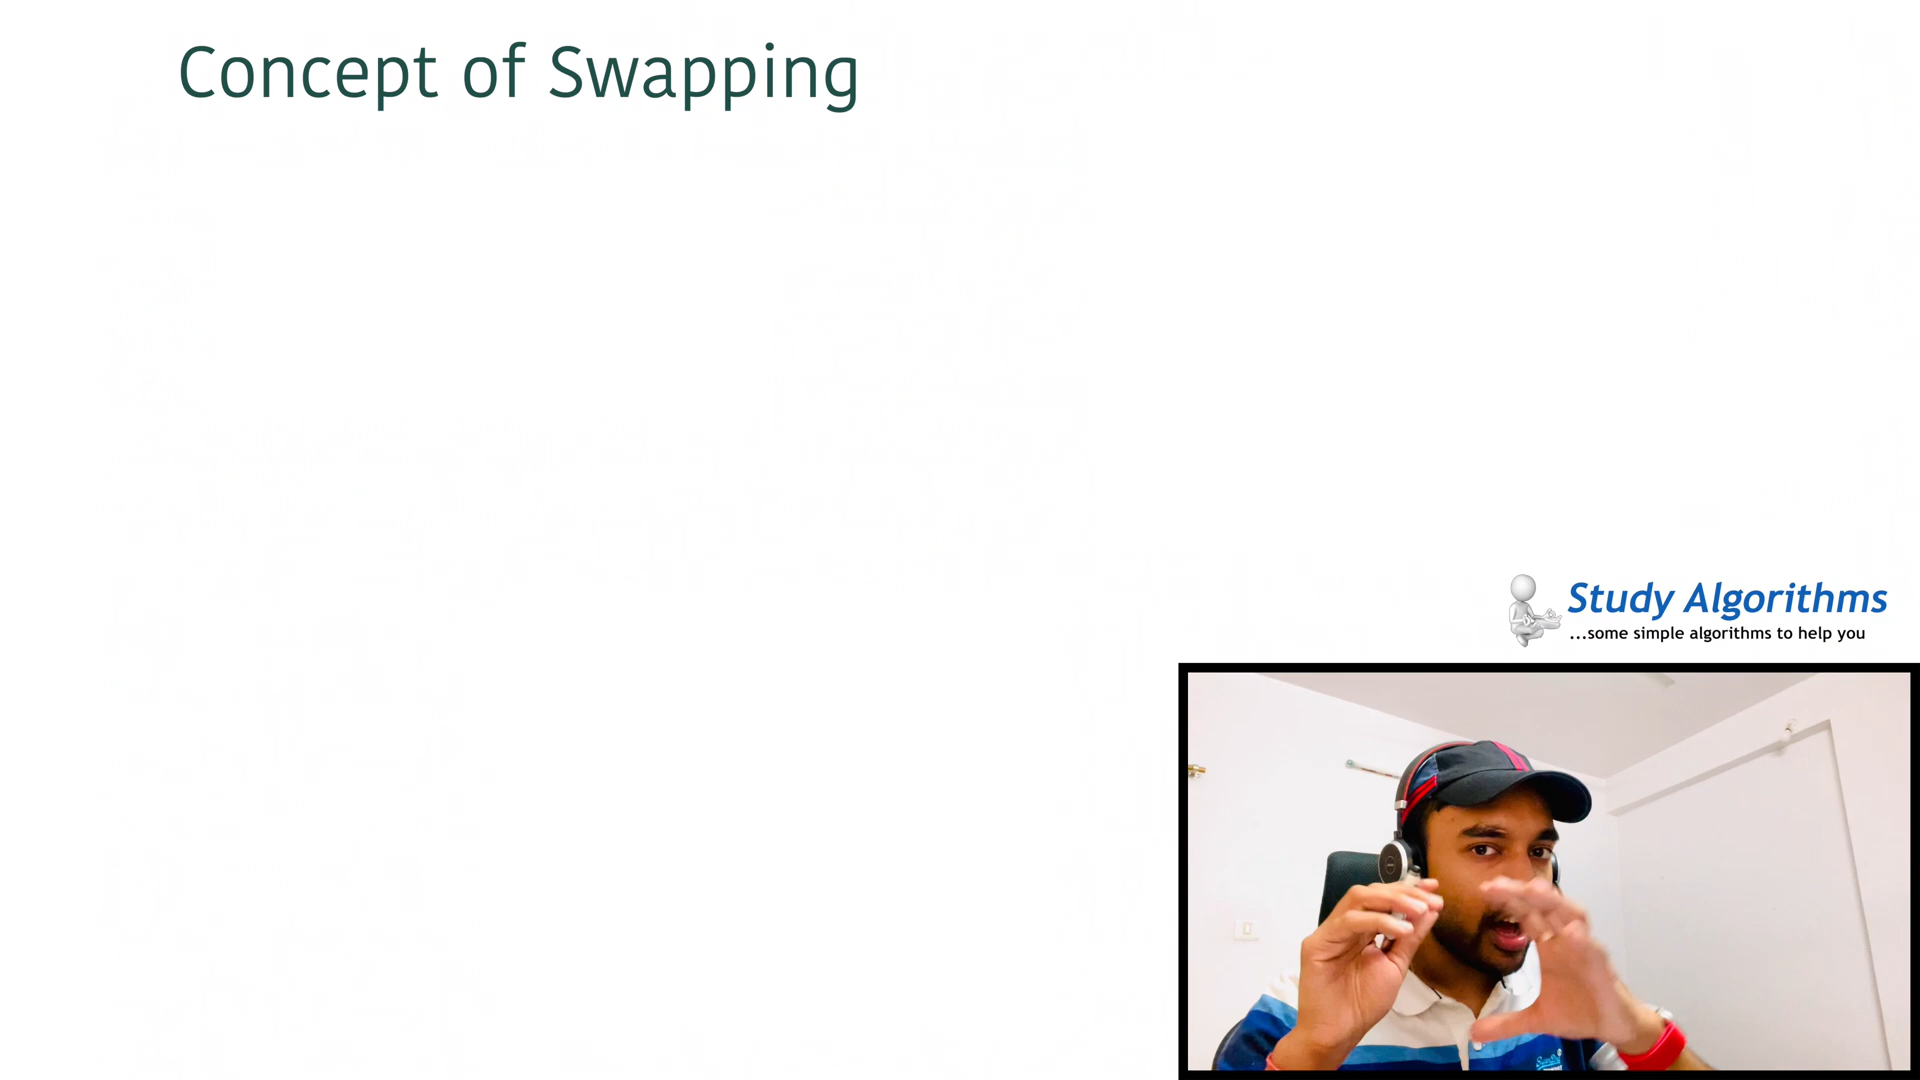 Concept of Swapping
Study Algorithms
...some simple algorithms to help you